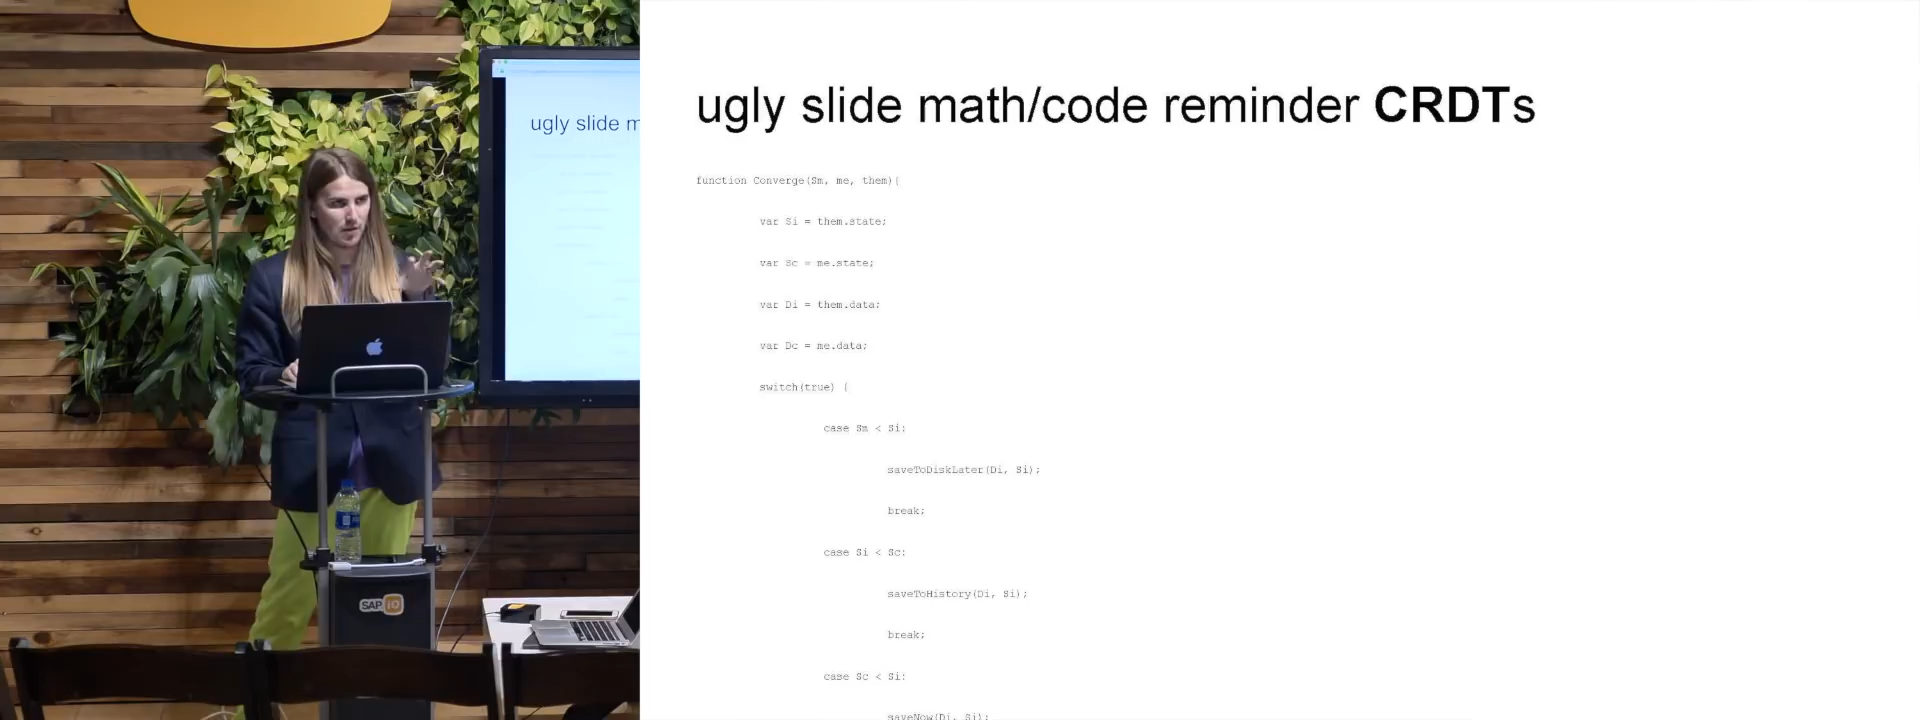 ugly slide m
SAP iO
ugly slide math/code reminder CRDTs
function Converge(Sm, me, them){
var Si = them.state;
var Sc = me.state;
var Di = them.data;
var Dc = me.data;
switch(true) {
case Sm < Si:
saveToDiskLater(Di, Si);
break;
case Si < Sc:
saveToHistory(Di, Si);
break;
case Sc < Si:
saveNow(Di, Si);